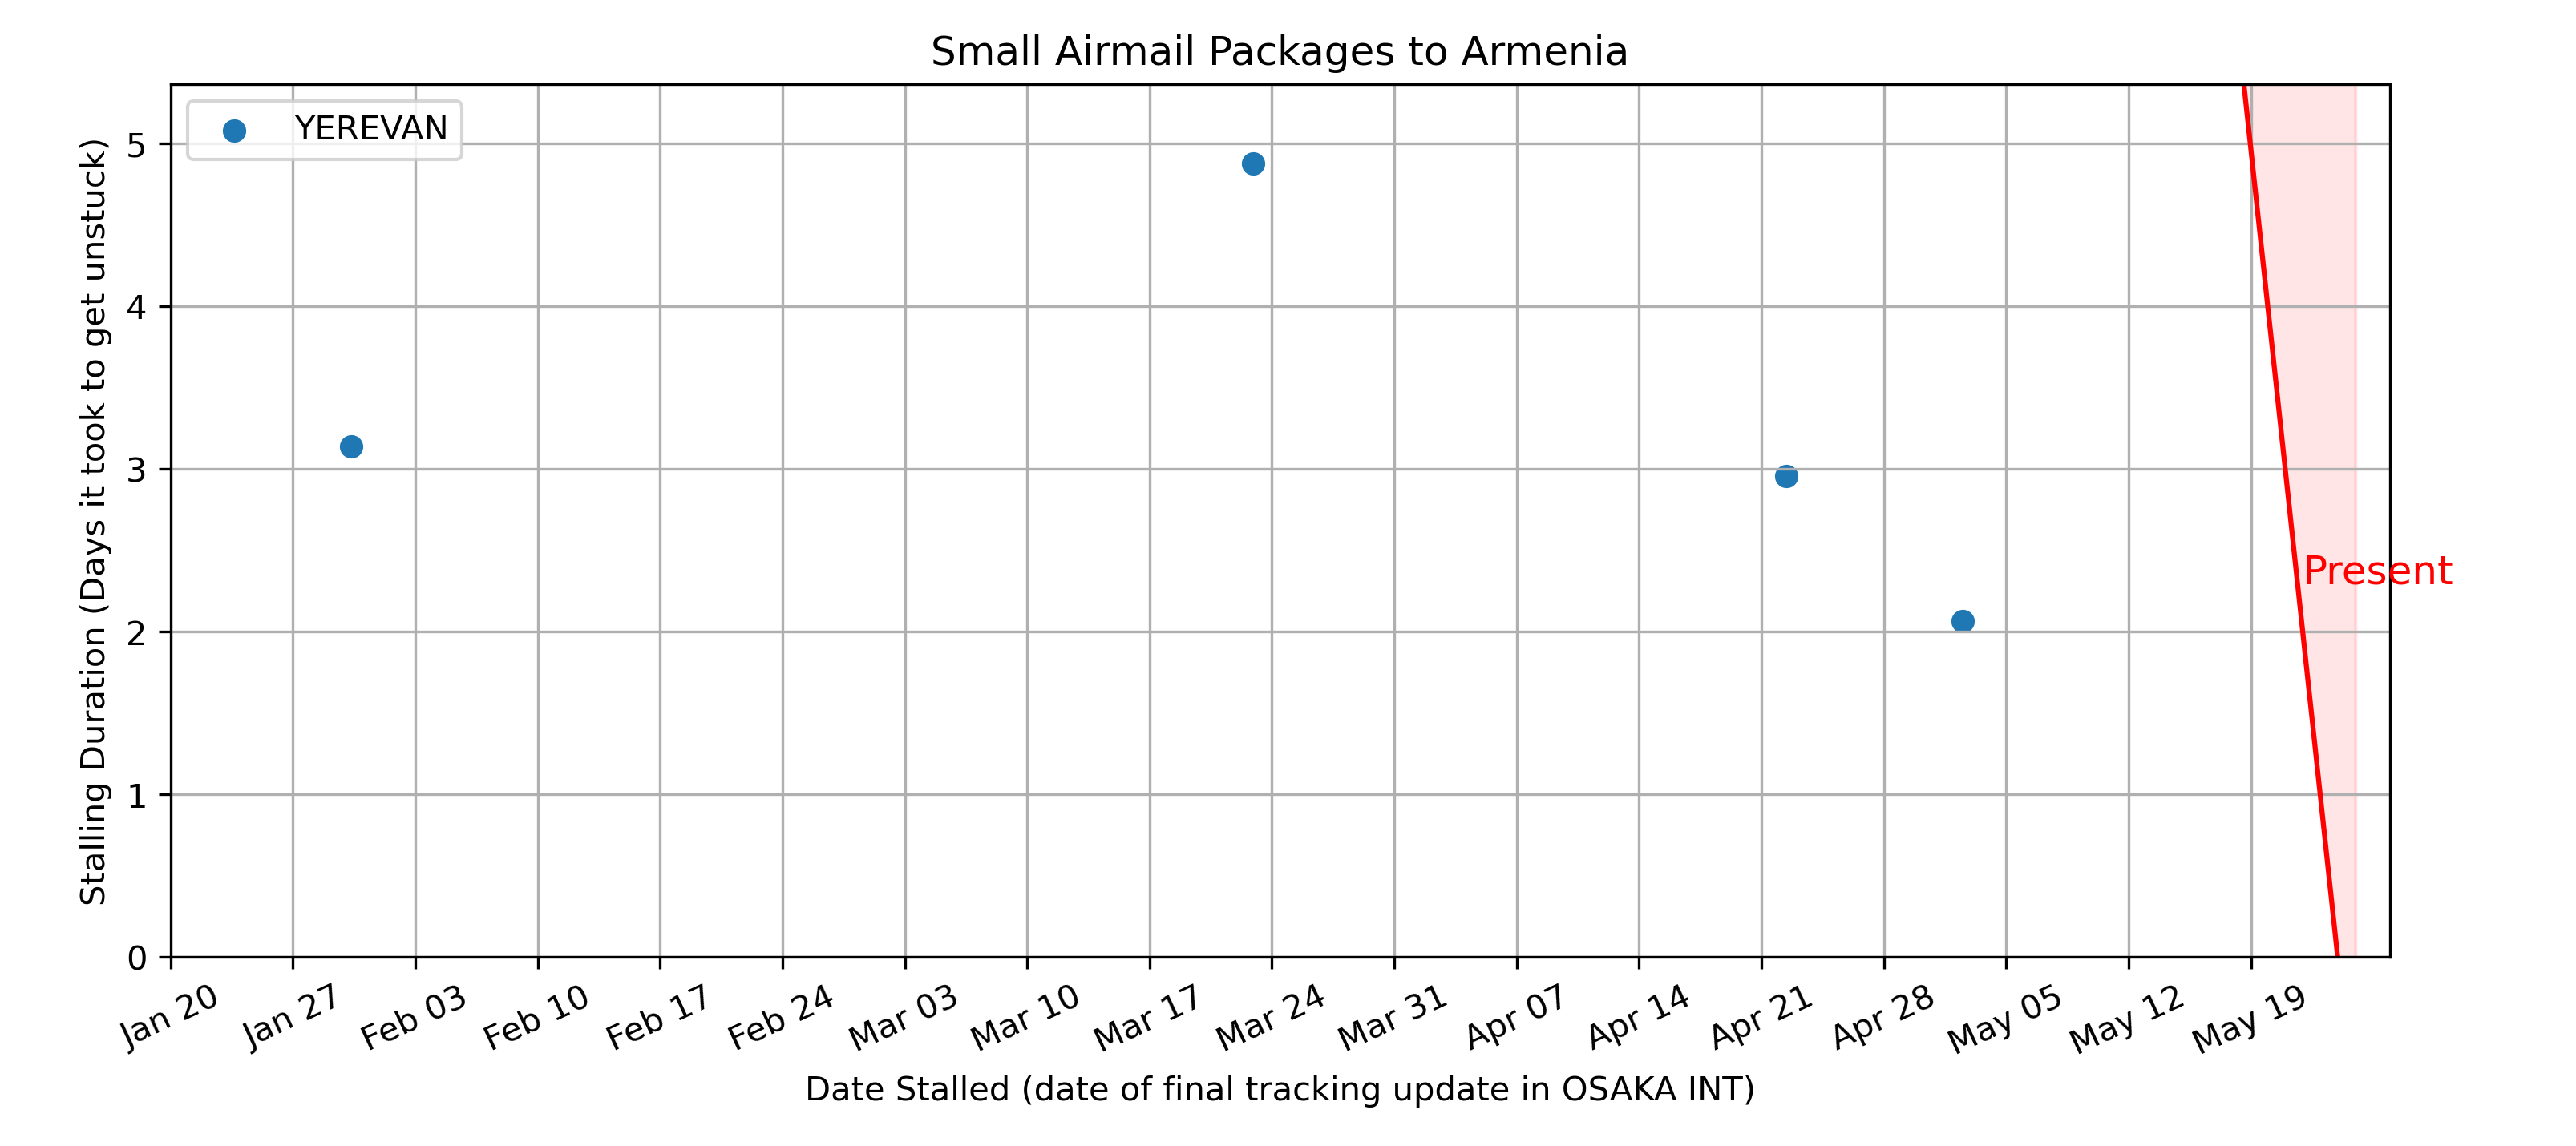 Small Airmail Packages to Armenia
YEREVAN
Stalling Duration (Days it took to get unstuck)
5
4
3
2
1
0
Present
Jan 20
Jan 27
Feb 03
Feb 10
Feb 17
Feb 24
Mar 03
Mar 10
Mar 17
Mar 24
Mar 31
Apr 07
Apr 14
Apr 21
Apr 28
May 05
May 12
May 19
Date Stalled (date of final tracking update in OSAKA INT)